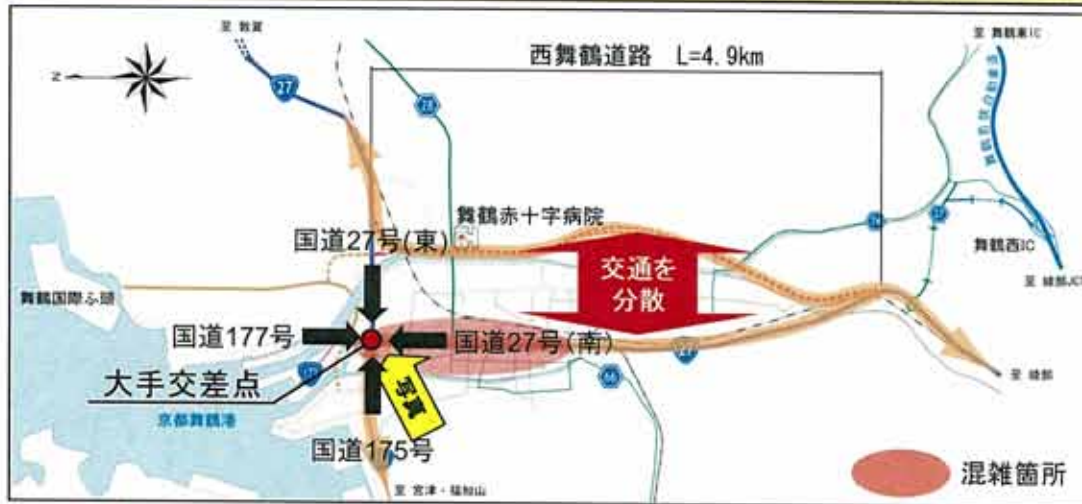 至 敦賀
N
27
28
西舞鶴道路 L=4.9km
至 舞鶴東IC
舞鶴若狭自動車道
舞鶴赤十字病院
国道27号(東)
交通を
分散
74
27
舞鶴西IC
至 綾部JCT
舞鶴国際ふ頭
国道177号
国道27号(南)
27
177
66
大手交差点
写真
京都舞鶴港
国道175号
至 綾部
至 宮津・福知山
混雑箇所